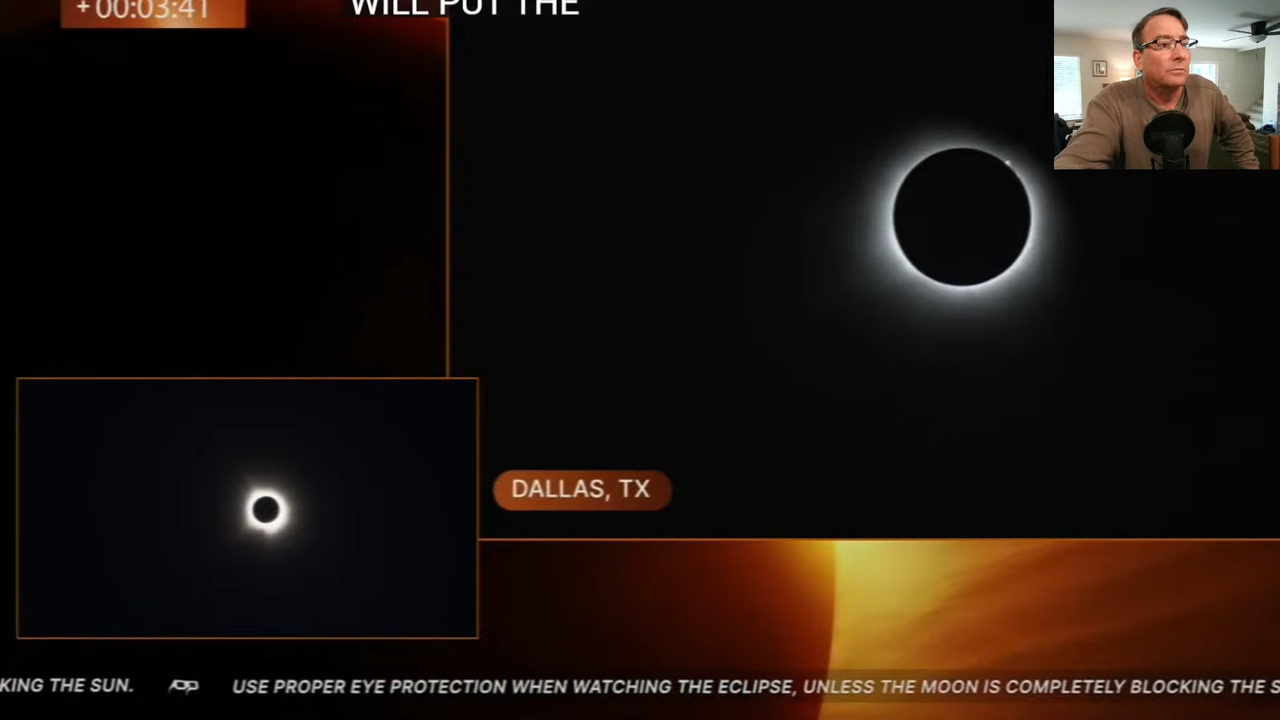 + 00:03:41
WILL PUT THE
DALLAS, TX
KING THE SUN. USE PROPER EYE PROTECTION WHEN WATCHING THE ECLIPSE, UNLESS THE MOON IS COMPLETELY BLOCKING THE S